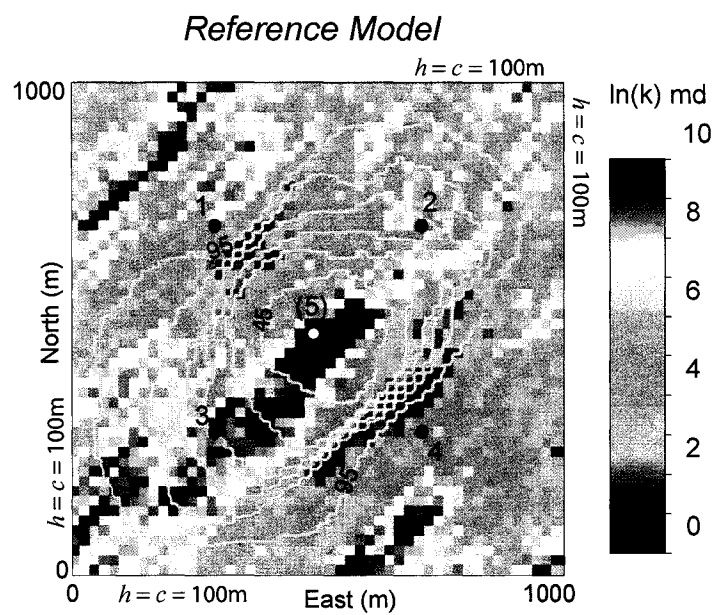 Reference Model
h = c = 100m
1000
ln(k) md
10
h = c = 100m
8
1
2
95
6
North (m)
(5)
45
4
3
4
h = c = 100m
2
95
0
0
0
h = c = 100m
East (m)
1000